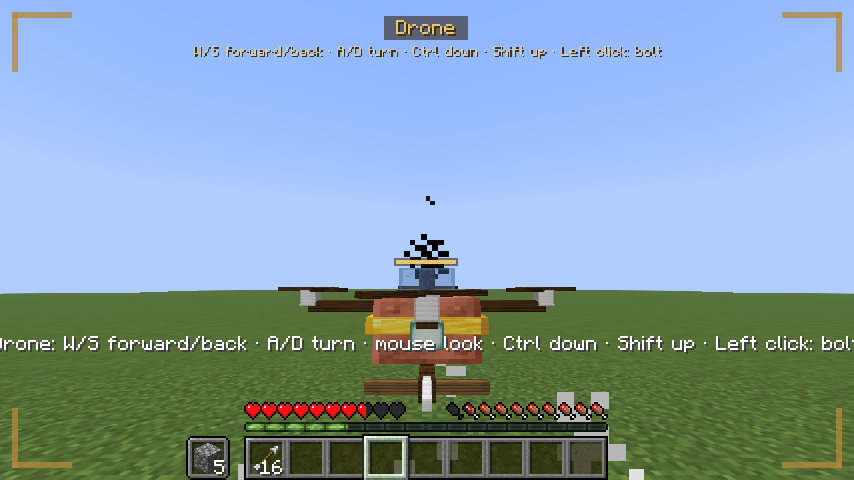 Drone
W/S forward/back · A/D turn · Ctrl down · Shift up · Left click: bolt
Drone: W/S forward/back · A/D turn · mouse look · Ctrl down · Shift up · Left click: bolt
5
16